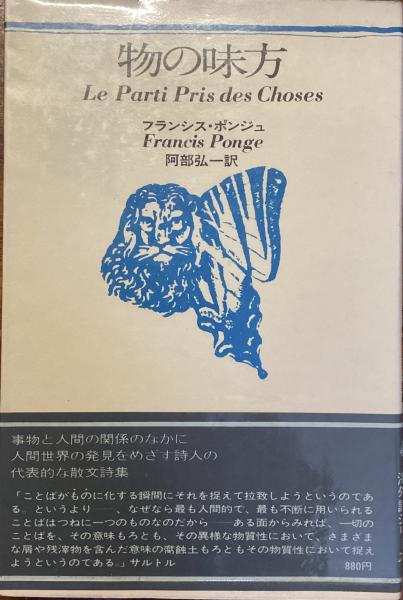 物の味方
Le Parti Pris des Choses
フランシス・ポンジュ
Francis Ponge
阿部弘一訳
事物と人間の関係のなかに
人間世界の発見をめざす詩人の
代表的な散文詩集
「ことばがものに化する瞬間にそれを捉えて拉致しようというのであ
る。というより――、なぜなら最も人間的で、最も不断に用いられる
ことばはつねに一つのものなのだから――ある面からみれば、一切の
ことばを、その意味もろとも、その異様な物質性において、さまざま
な屑や残滓物を含んだ意味の腐蝕土もろともその物質性において捉え
ようというのである。」サルトル
880円